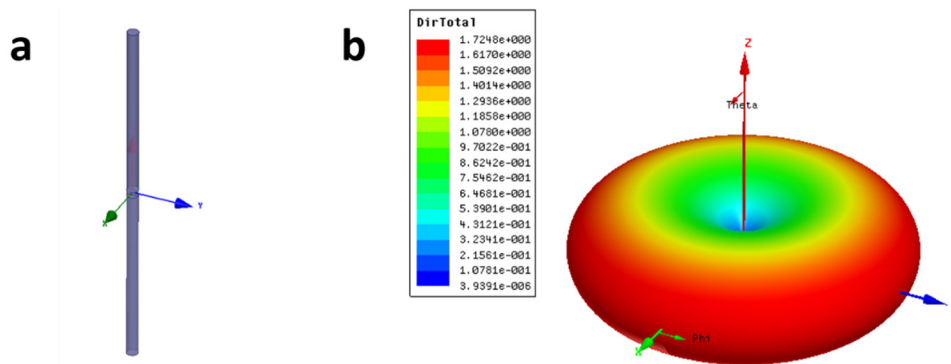 a
X
Y
b
DirTotal
1.7248e+000
1.6170e+000
1.5092e+000
1.4014e+000
1.2936e+000
1.1858e+000
1.0780e+000
9.7022e-001
8.6242e-001
7.5462e-001
6.4681e-001
5.3901e-001
4.3121e-001
3.2341e-001
2.1561e-001
1.0781e-001
3.9391e-006
Z
Theta
Phi
X